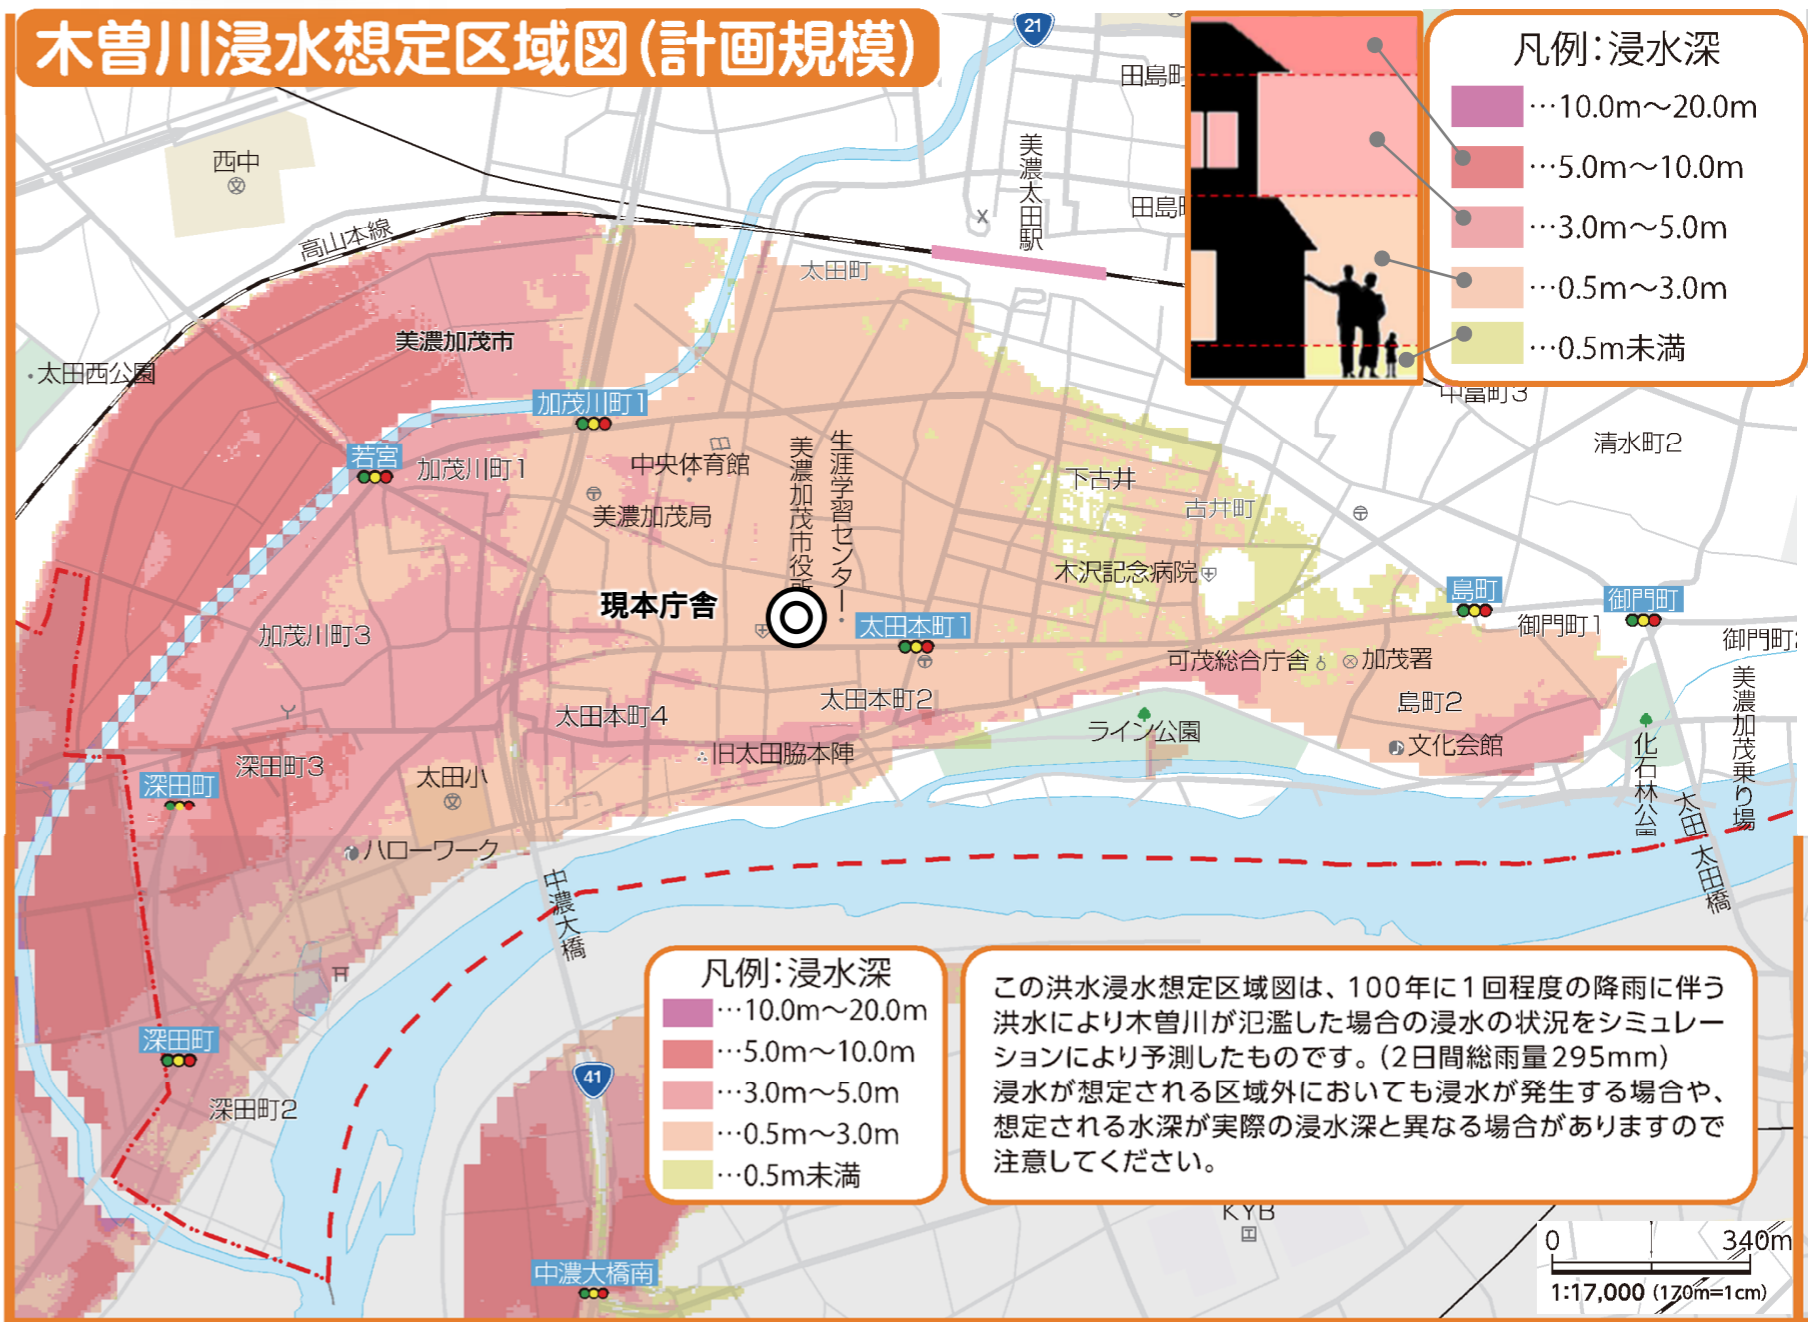 木曽川浸水想定区域図(計画規模)
21
田島町
凡例：浸水深
…10.0m～20.0m
…5.0m～10.0m
…3.0m～5.0m
…0.5m～3.0m
…0.5m未満
西中
文
美濃太田駅
田島
高山本線
太田町
美濃加茂市
太田西公園
加茂川町1
中富町3
清水町2
若宮
加茂川町1
中央体育館
美濃加茂市役所
生涯学習センター
下古井
古井町
美濃加茂局
木沢記念病院
現本庁舎
島町
御門町
太田本町1
御門町1
御門町
加茂川町3
可茂総合庁舎
加茂署
太田本町2
太田本町4
島町2
美濃加茂乗り場
ライン公園
旧太田脇本陣
文化会館
化石林公園
深田町3
深田町
太田小
文
太田
太田橋
ハローワーク
中濃大橋
凡例：浸水深
…10.0m～20.0m
…5.0m～10.0m
…3.0m～5.0m
…0.5m～3.0m
…0.5m未満
この洪水浸水想定区域図は、100年に1回程度の降雨に伴う
洪水により木曽川が氾濫した場合の浸水の状況をシミュレー
ションにより予測したものです。(2日間総雨量295mm)
浸水が想定される区域外においても浸水が発生する場合や、
想定される水深が実際の浸水深と異なる場合がありますので
注意してください。
深田町
41
深田町2
KYB
中濃大橋南
0 340m
1:17,000 (170m=1cm)